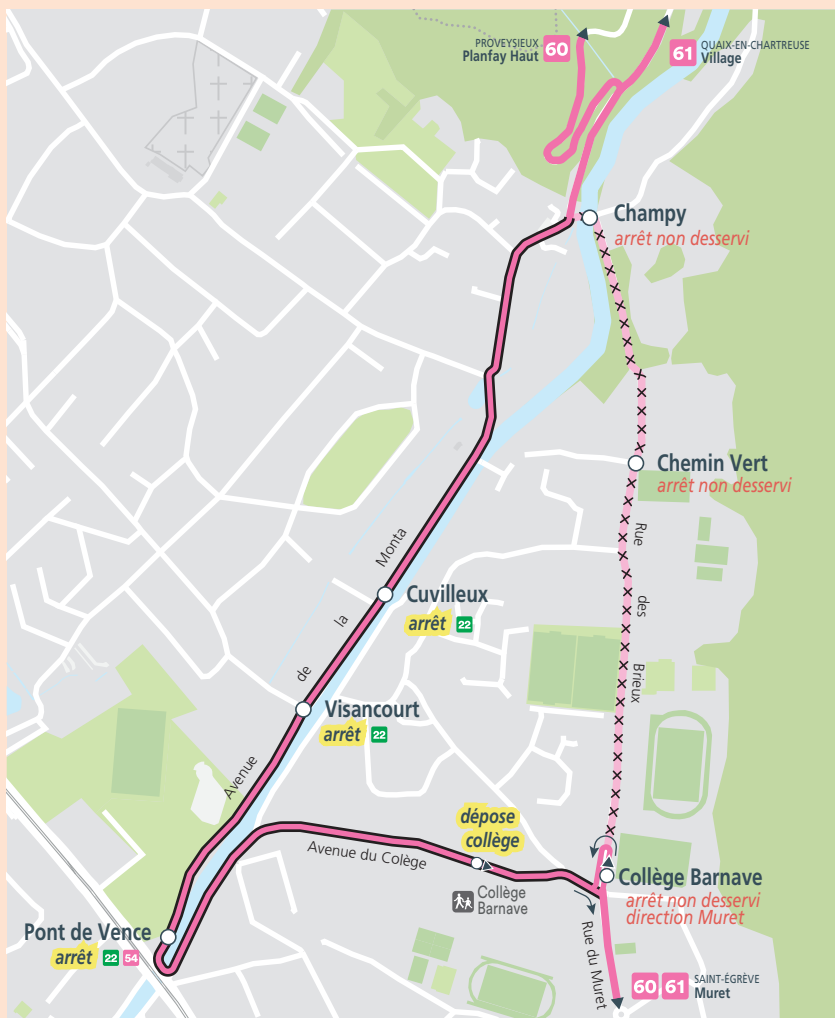 PROVEYSIEUX
Planfay Haut
60
61
QUAIX-EN-CHARTREUSE
Village
Champy
arrêt non desservi
Chemin Vert
arrêt non desservi
Rue des Brieux
Avenue de la Monta
Cuvilleux
arrêt 22
Visancourt
arrêt 22
dépose
collège
Avenue du Colège
Collège
Barnave
Collège Barnave
arrêt non desservi
direction Muret
Pont de Vence
arrêt 22 54
Rue du Muret
60 61
SAINT-ÉGRÈVE
Muret